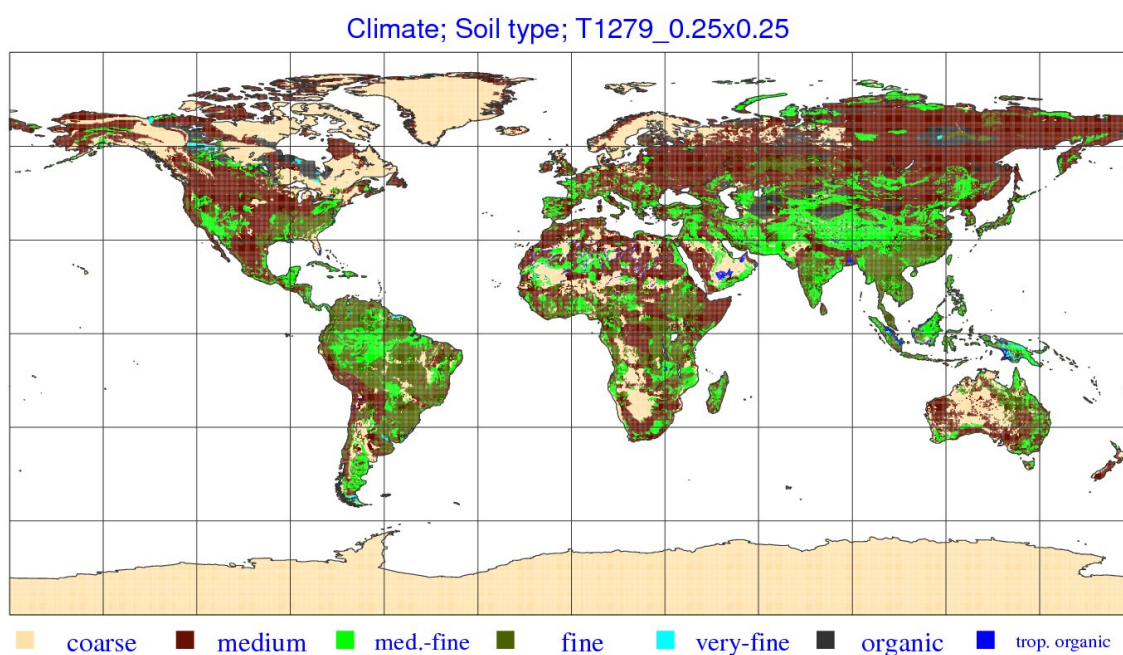 Climate; Soil type; T1279_0.25x0.25
coarse medium med.-fine fine very-fine organic trop. organic